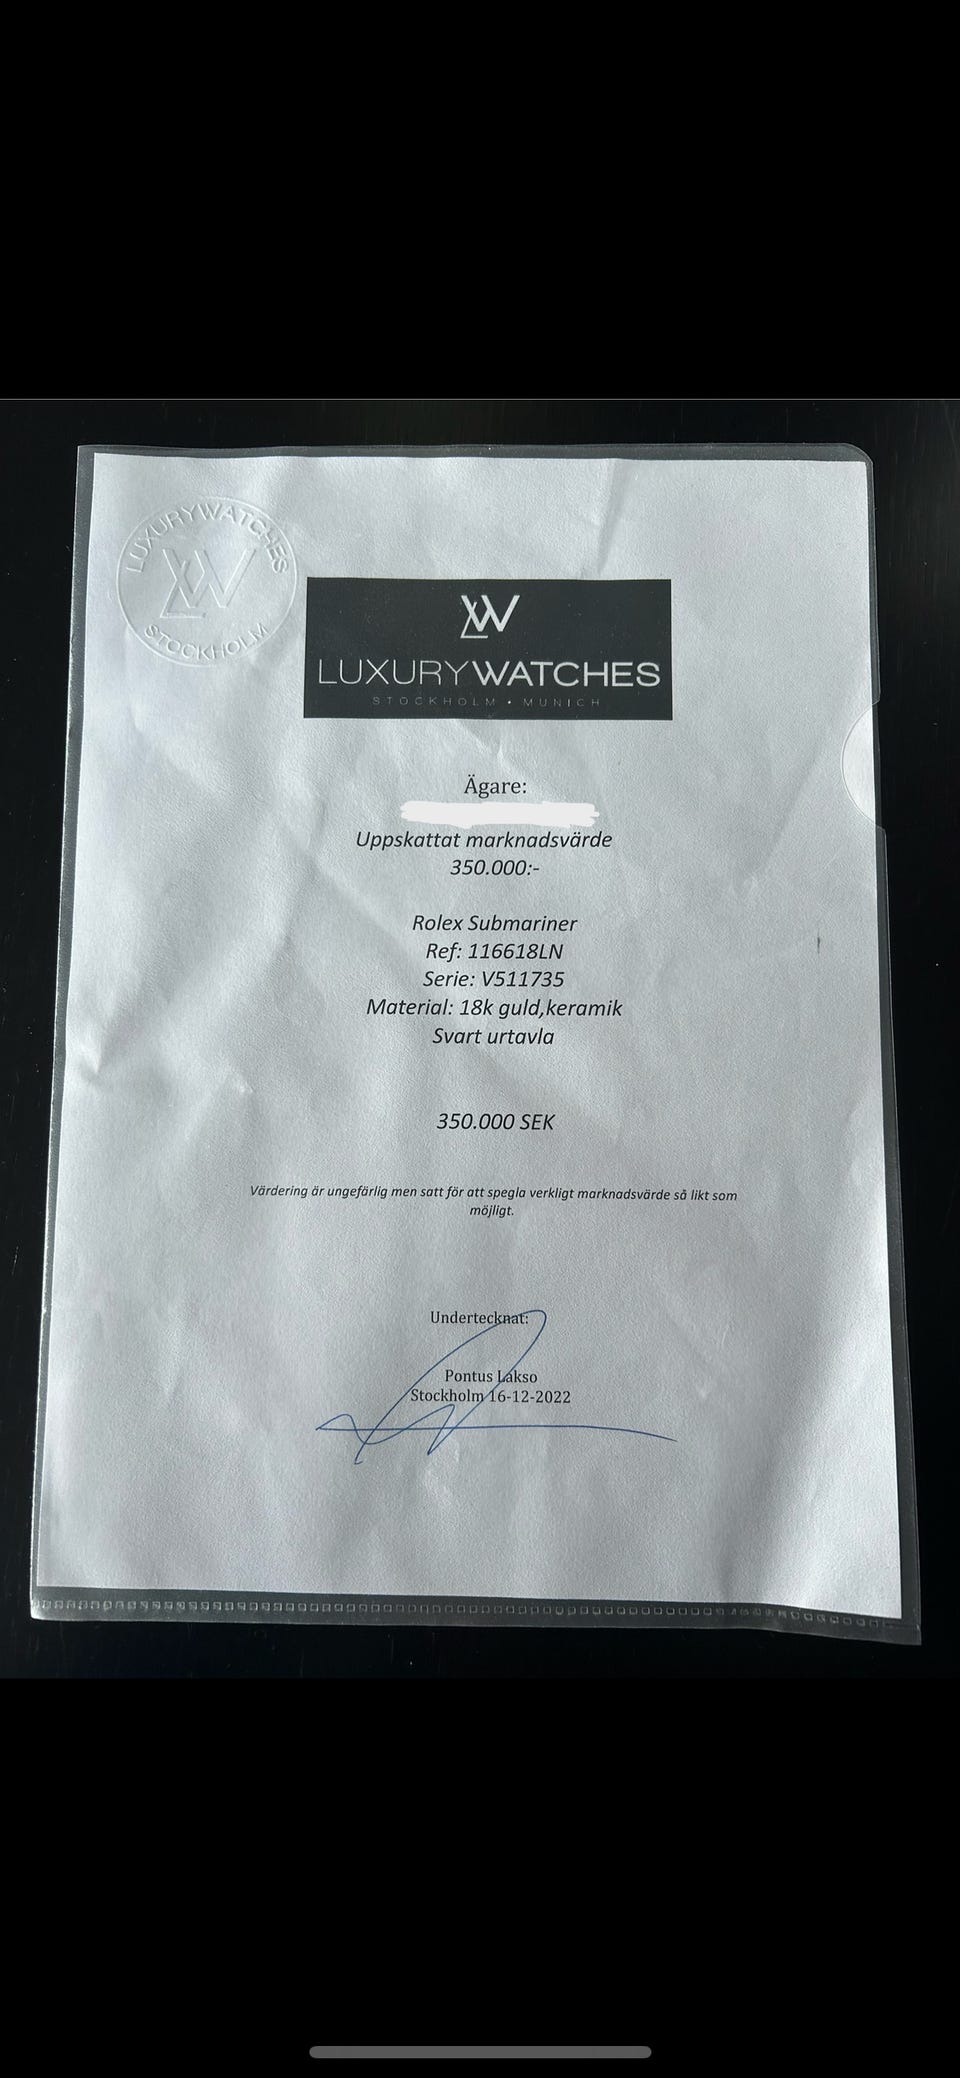 LUXURYWATCHES
LW
STOCKHOLM
LW
LUXURYWATCHES
STOCKHOLM • MUNICH
Ägare:
Uppskattat marknadsvärde
350.000:-
Rolex Submariner
Ref: 116618LN
Serie: V511735
Material: 18k guld,keramik
Svart urtavla
350.000 SEK
Värdering är ungefärlig men satt för att spegla verkligt marknadsvärde så likt som
möjligt.
Undertecknat:
Pontus Lakso
Stockholm 16-12-2022